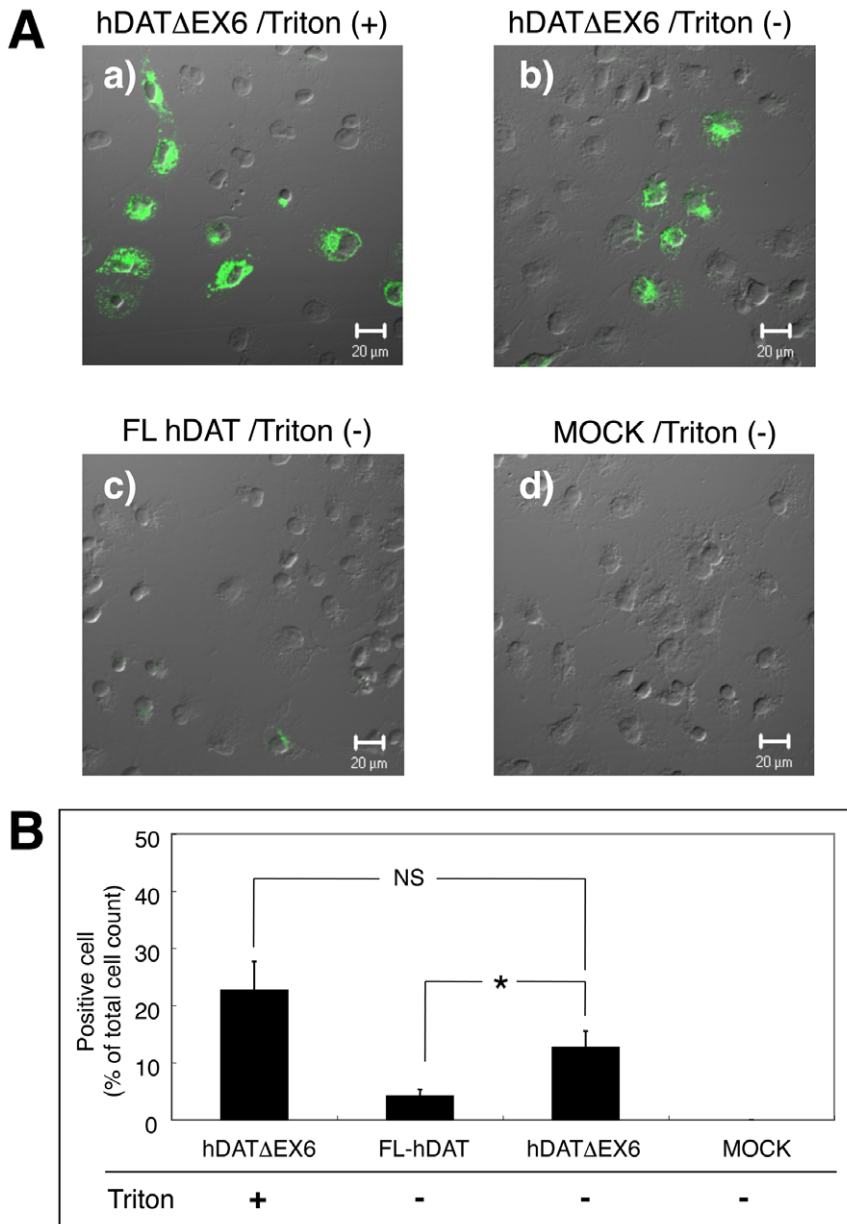 A
hDATΔEX6 /Triton (+)
hDATΔEX6 /Triton (-)
a)
20 μm
b)
20 μm
FL hDAT /Triton (-)
MOCK /Triton (-)
c)
20 μm
d)
20 μm
B
Positive cell
(% of total cell count)
50
40
30
20
10
0
NS
*
hDATΔEX6 FL-hDAT hDATΔEX6 MOCK
Triton + - - -